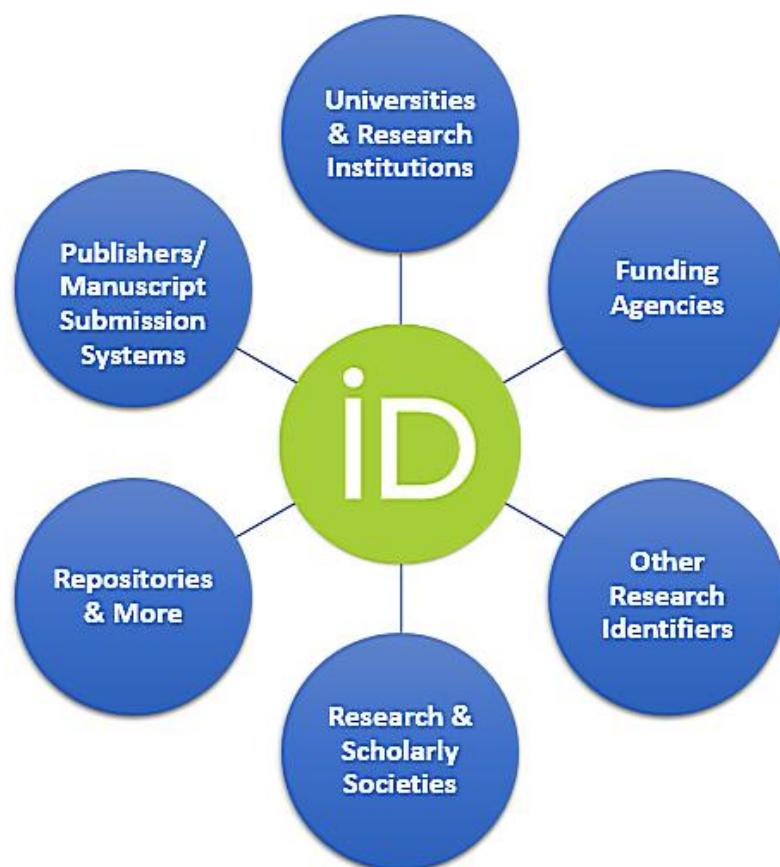 Universities
& Research
Institutions
Funding
Agencies
Other
Research
Identifiers
Research &
Scholarly
Societies
Repositories
& More
Publishers/
Manuscript
Submission
Systems
iD